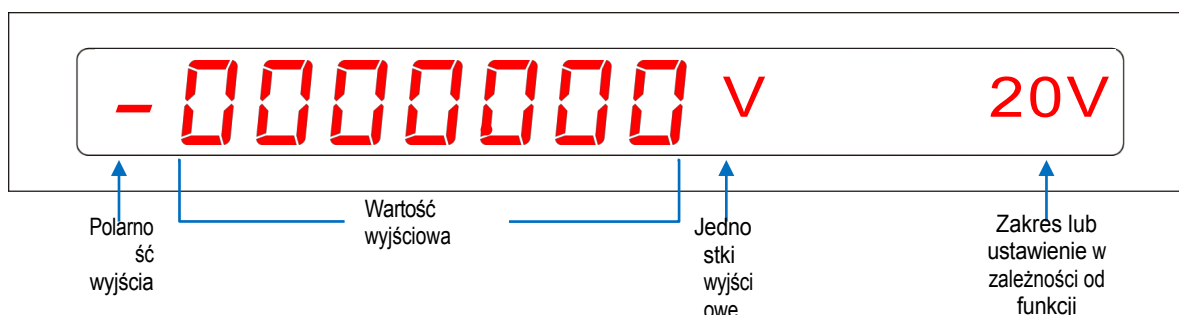 -0000000 V 20V
Polarno
ść
wyjścia
Wartość
wyjściowa
Jedno
stki
wyjści
owe
Zakres lub
ustawienie w
zależności od
funkcji